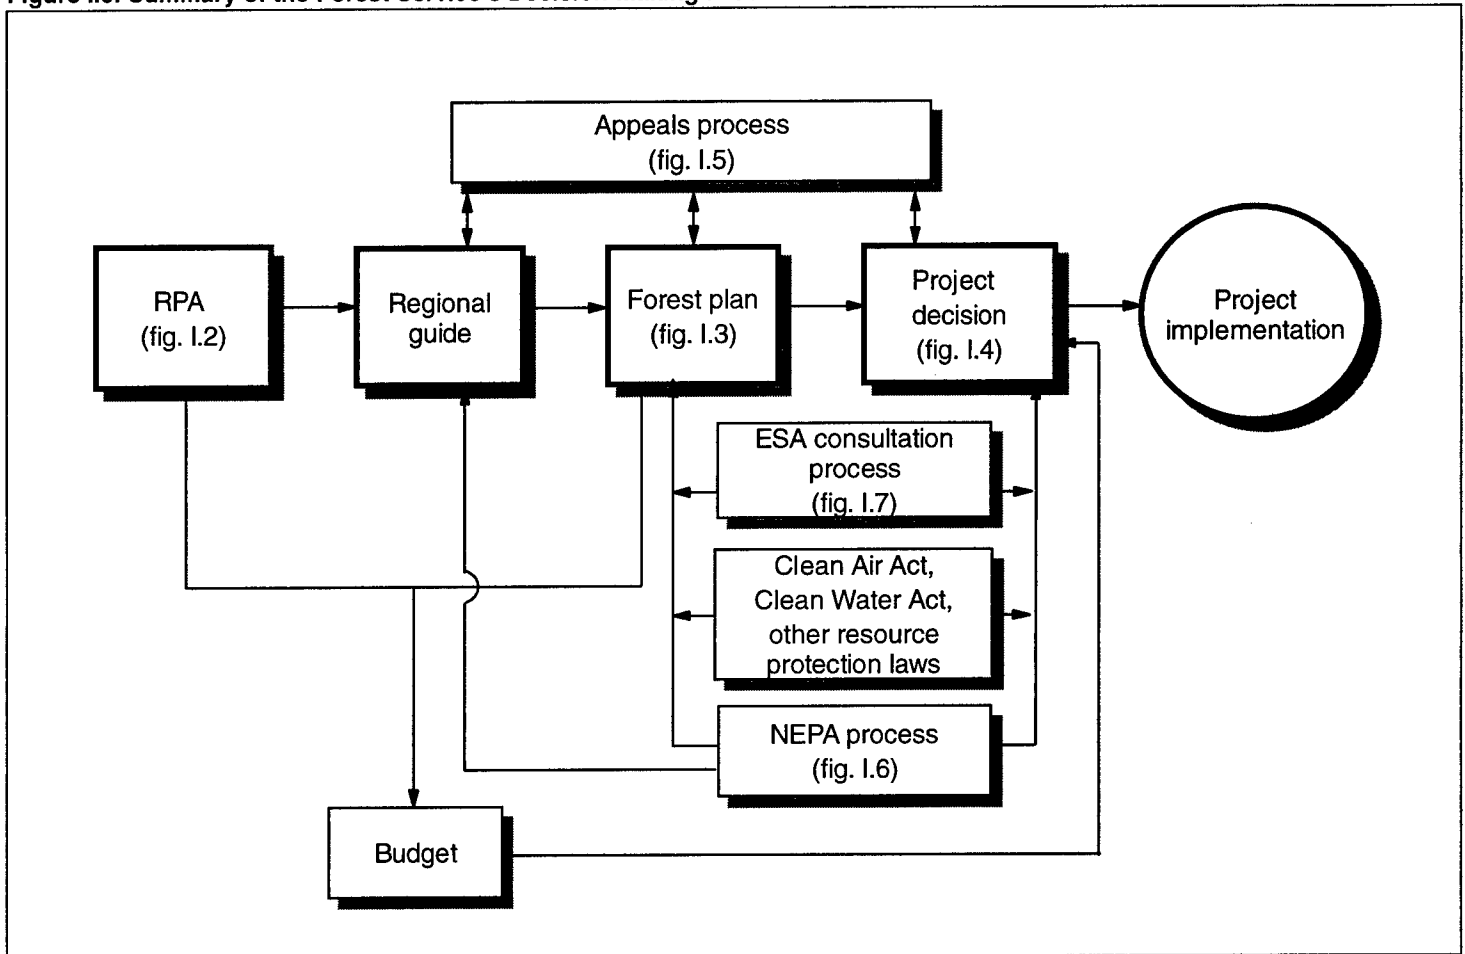 Appeals process
(fig. I.5)
RPA
(fig. I.2)
Regional
guide
Forest plan
(fig. I.3)
Project
decision
(fig. I.4)
Project
implementation
ESA consultation
process
(fig. I.7)
Clean Air Act,
Clean Water Act,
other resource
protection laws
NEPA process
(fig. I.6)
Budget